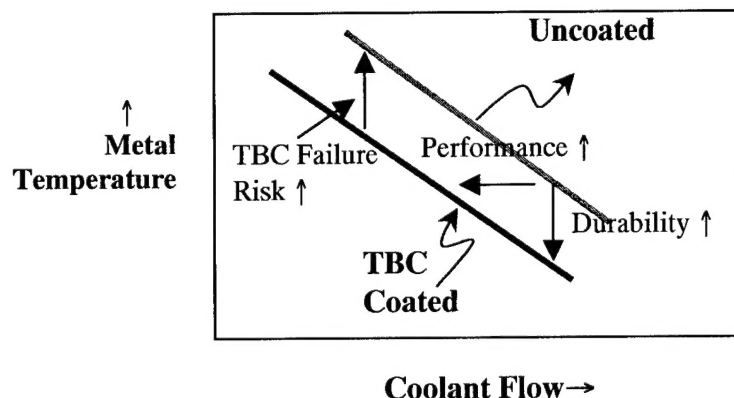 Uncoated
↑
Metal
Temperature
TBC Failure
Risk ↑
Performance ↑
Durability ↑
TBC
Coated
Coolant Flow→